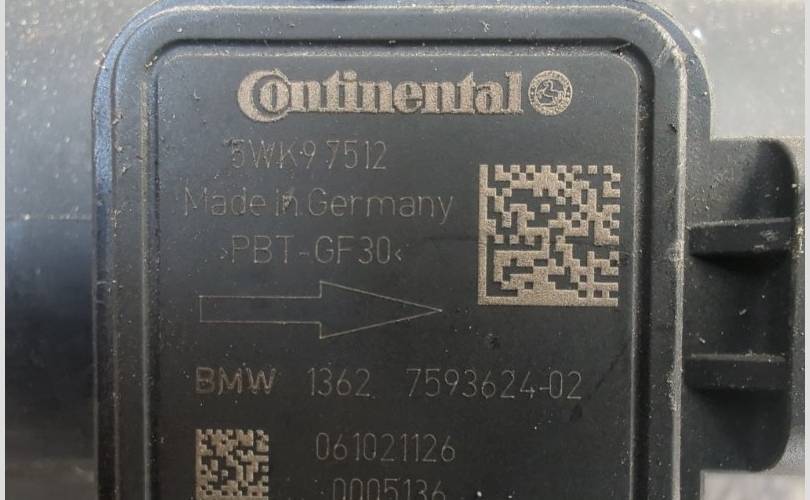 Continental
5WK9 7512
Made in Germany
>PBT-GF30<
BMW 1362 7593624-02
061021126
0005136